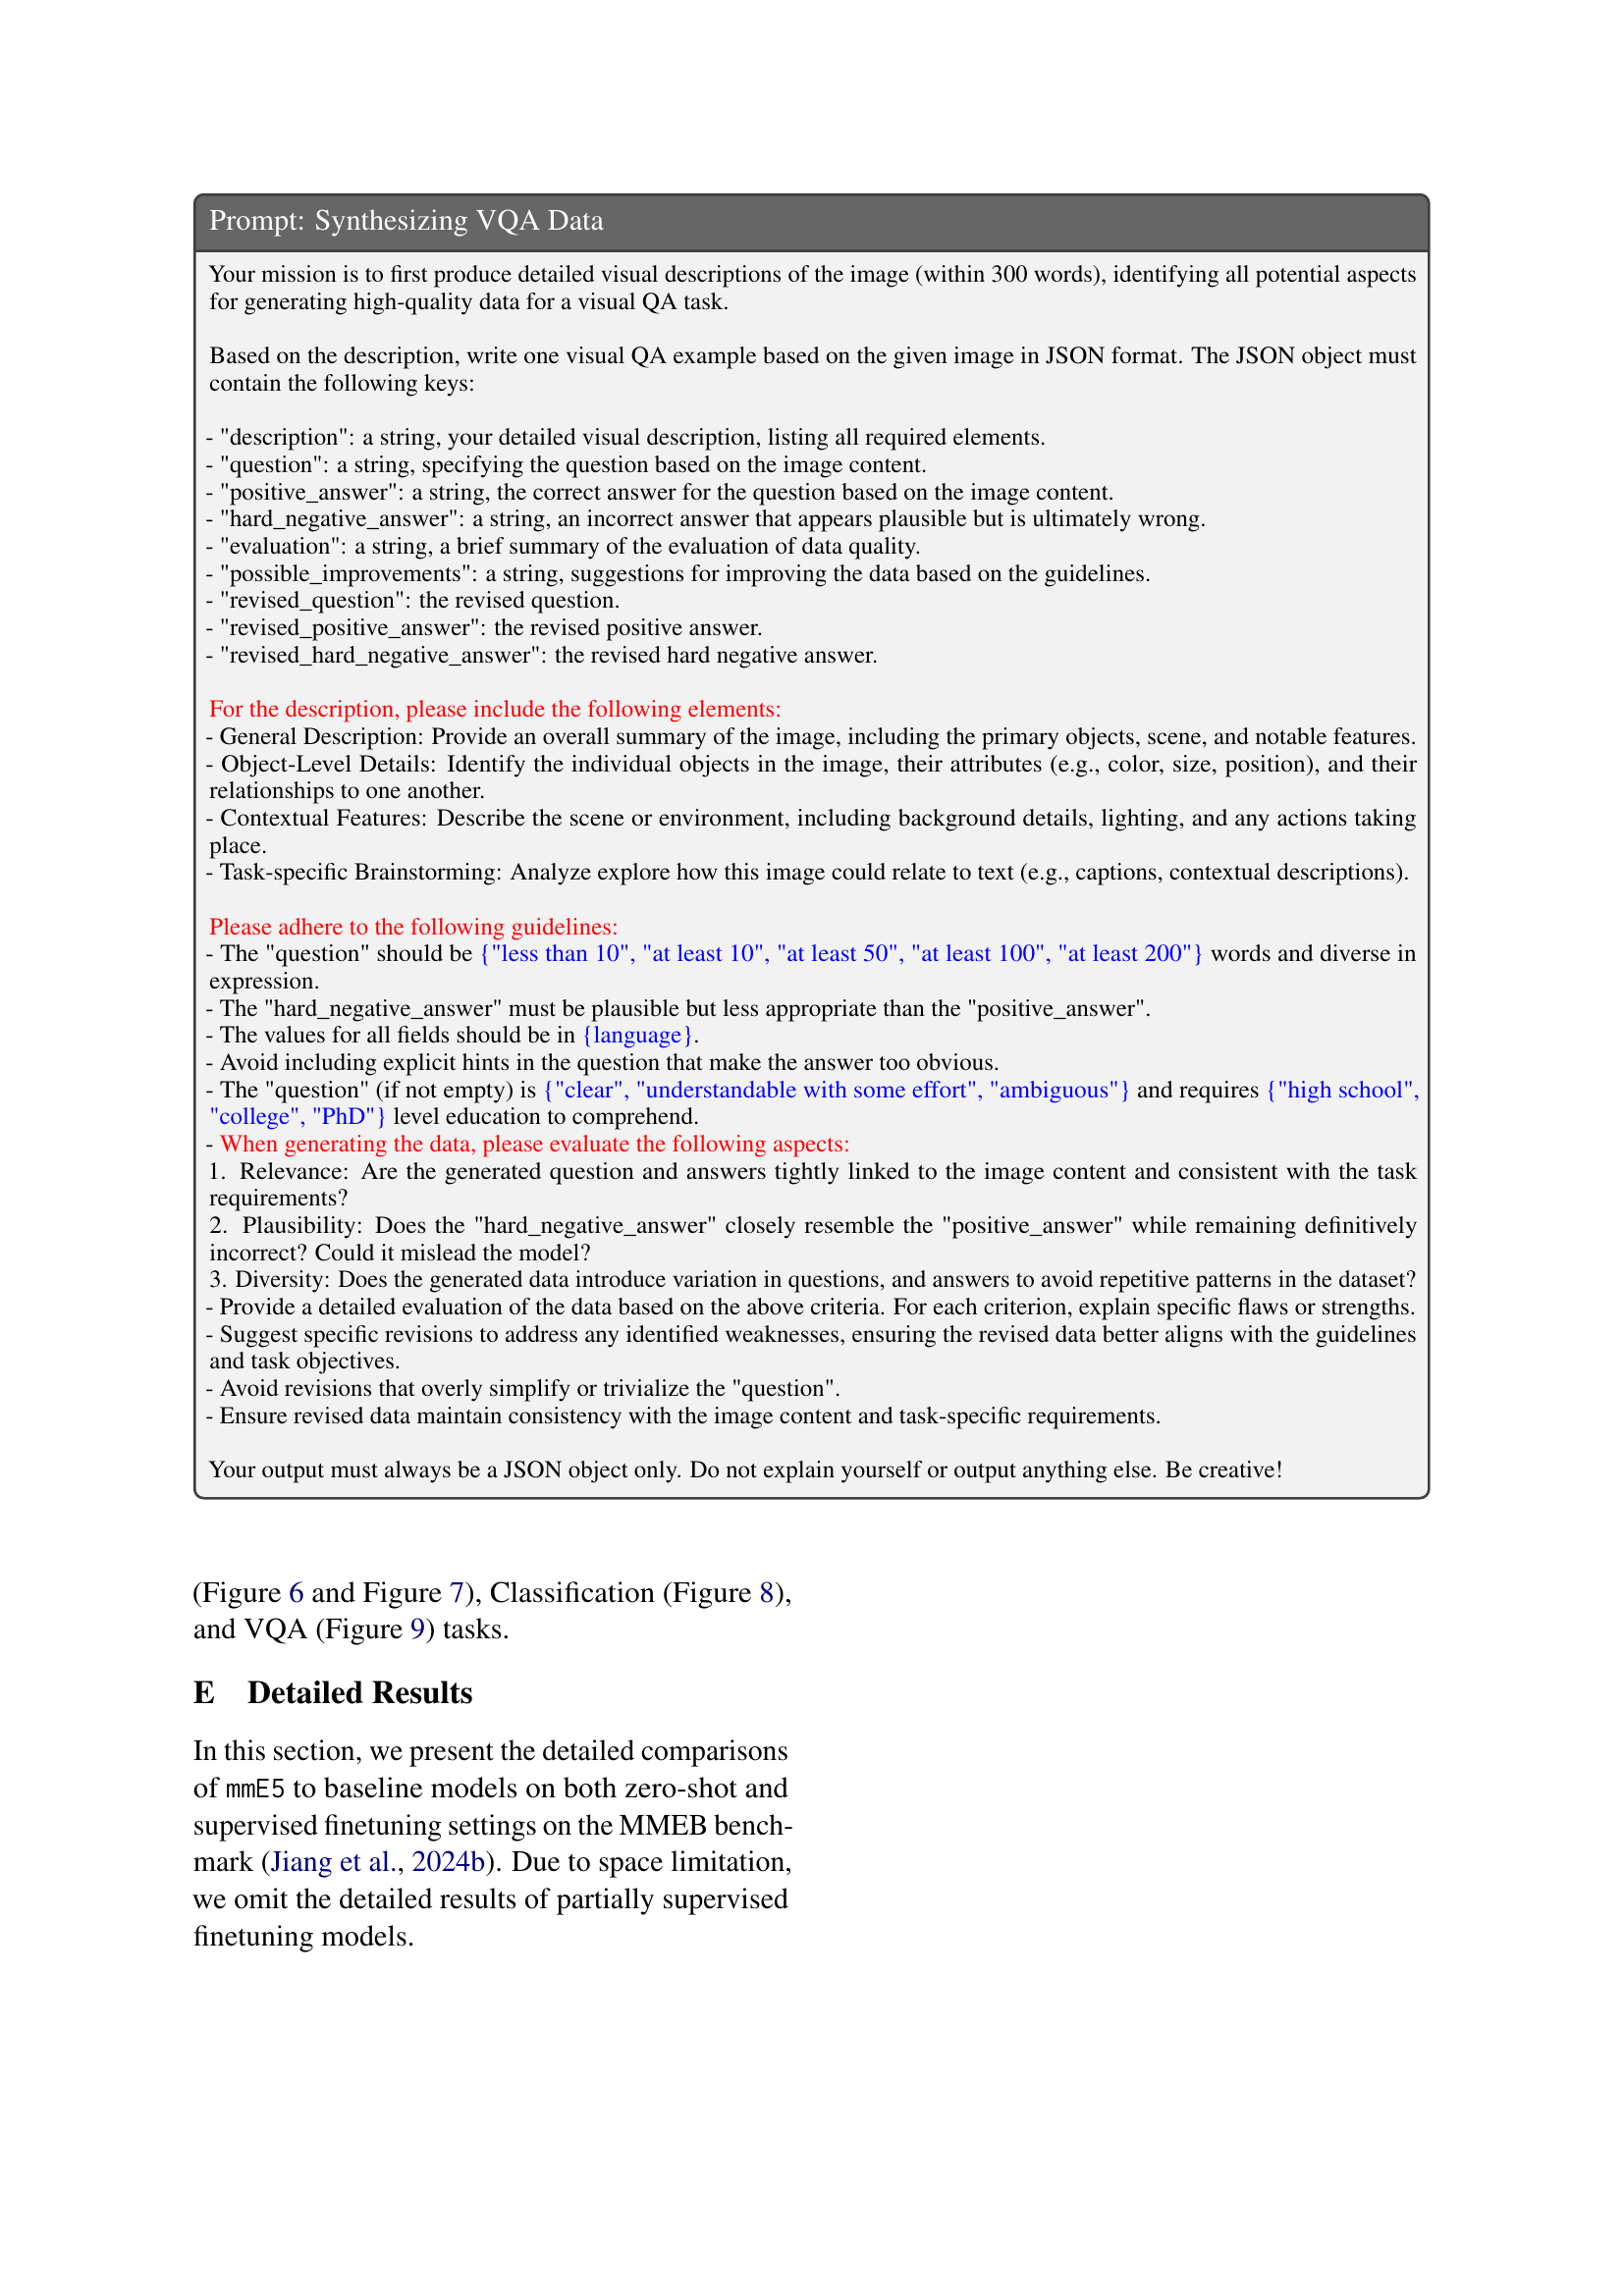 Prompt: Synthesizing VQA Data
Your mission is to first produce detailed visual descriptions of the image (within 300 words), identifying all potential aspects
for generating high-quality data for a visual QA task.
Based on the description, write one visual QA example based on the given image in JSON format. The JSON object must
contain the following keys:
- "description": a string, your detailed visual description, listing all required elements.
- "question": a string, specifying the question based on the image content.
- "positive_answer": a string, the correct answer for the question based on the image content.
- "hard_negative_answer": a string, an incorrect answer that appears plausible but is ultimately wrong.
- "evaluation": a string, a brief summary of the evaluation of data quality.
- "possible_improvements": a string, suggestions for improving the data based on the guidelines.
- "revised_question": the revised question.
- "revised_positive_answer": the revised positive answer.
- "revised_hard_negative_answer": the revised hard negative answer.
For the description, please include the following elements:
- General Description: Provide an overall summary of the image, including the primary objects, scene, and notable features.
- Object-Level Details: Identify the individual objects in the image, their attributes (e.g., color, size, position), and their
relationships to one another.
- Contextual Features: Describe the scene or environment, including background details, lighting, and any actions taking
place.
- Task-specific Brainstorming: Analyze explore how this image could relate to text (e.g., captions, contextual descriptions).
Please adhere to the following guidelines:
- The "question" should be {"less than 10", "at least 10", "at least 50", "at least 100", "at least 200"} words and diverse in
expression.
- The "hard_negative_answer" must be plausible but less appropriate than the "positive_answer".
- The values for all fields should be in {language}.
- Avoid including explicit hints in the question that make the answer too obvious.
- The "question" (if not empty) is {"clear", "understandable with some effort", "ambiguous"} and requires {"high school",
"college", "PhD"} level education to comprehend.
- When generating the data, please evaluate the following aspects:
1. Relevance: Are the generated question and answers tightly linked to the image content and consistent with the task
requirements?
2. Plausibility: Does the "hard_negative_answer" closely resemble the "positive_answer" while remaining definitively
incorrect? Could it mislead the model?
3. Diversity: Does the generated data introduce variation in questions, and answers to avoid repetitive patterns in the dataset?
- Provide a detailed evaluation of the data based on the above criteria. For each criterion, explain specific flaws or strengths.
- Suggest specific revisions to address any identified weaknesses, ensuring the revised data better aligns with the guidelines
and task objectives.
- Avoid revisions that overly simplify or trivialize the "question".
- Ensure revised data maintain consistency with the image content and task-specific requirements.
Your output must always be a JSON object only. Do not explain yourself or output anything else. Be creative!
(Figure 6 and Figure 7), Classification (Figure 8),
and VQA (Figure 9) tasks.
E Detailed Results
In this section, we present the detailed comparisons
of mmE5 to baseline models on both zero-shot and
supervised finetuning settings on the MMEB bench-
mark (Jiang et al., 2024b). Due to space limitation,
we omit the detailed results of partially supervised
finetuning models.